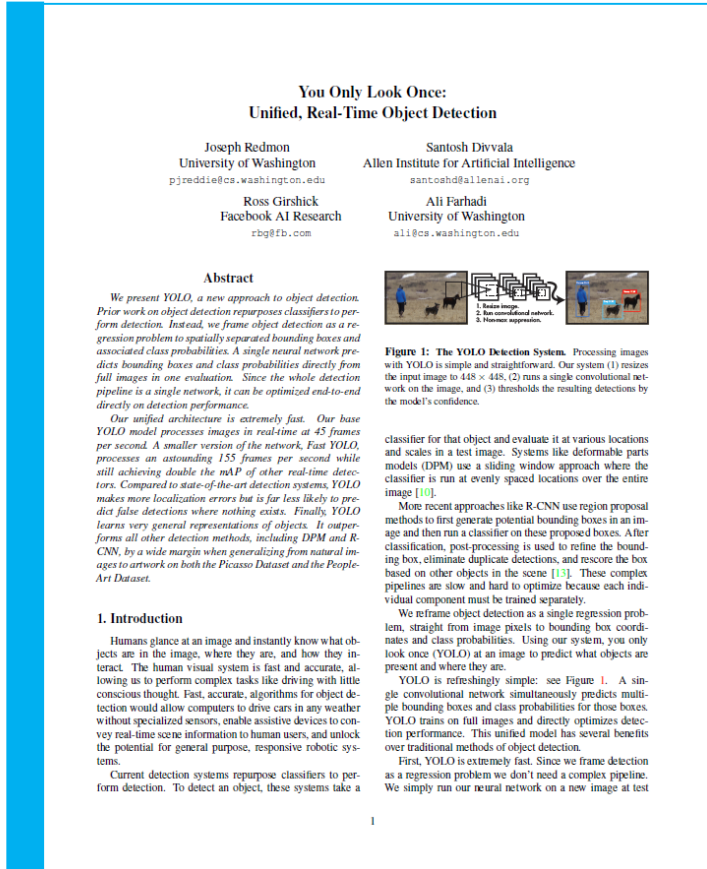 You Only Look Once:
Unified, Real-Time Object Detection
Joseph Redmon
University of Washington
pjreddie@cs.washington.edu
Santosh Divvala
Allen Institute for Artificial Intelligence
santoshd@allenai.org
Ross Girshick
Facebook AI Research
rbg@fb.com
Ali Farhadi
University of Washington
ali@cs.washington.edu
Abstract
We present YOLO, a new approach to object detection.
Prior work on object detection repurposes classifiers to per-
form detection. Instead, we frame object detection as a re-
gression problem to spatially separated bounding boxes and
associated class probabilities. A single neural network pre-
dicts bounding boxes and class probabilities directly from
full images in one evaluation. Since the whole detection
pipeline is a single network, it can be optimized end-to-end
directly on detection performance.
Our unified architecture is extremely fast. Our base
YOLO model processes images in real-time at 45 frames
per second. A smaller version of the network, Fast YOLO,
processes an astounding 155 frames per second while
still achieving double the mAP of other real-time detec-
tors. Compared to state-of-the-art detection systems, YOLO
makes more localization errors but is far less likely to pre-
dict false detections where nothing exists. Finally, YOLO
learns very general representations of objects. It outper-
forms all other detection methods, including DPM and R-
CNN, by a wide margin when generalizing from natural im-
ages to artwork on both the Picasso Dataset and the People-
Art Dataset.
1. Introduction
Humans glance at an image and instantly know what ob-
jects are in the image, where they are, and how they in-
teract. The human visual system is fast and accurate, al-
lowing us to perform complex tasks like driving with little
conscious thought. Fast, accurate, algorithms for object de-
tection would allow computers to drive cars in any weather
without specialized sensors, enable assistive devices to con-
vey real-time scene information to human users, and unlock
the potential for general purpose, responsive robotic sys-
tems.
Current detection systems repurpose classifiers to per-
form detection. To detect an object, these systems take a
1. Resize image.
2. Run convolutional network.
3. Non-max suppression.
Figure 1: The YOLO Detection System. Processing images
with YOLO is simple and straightforward. Our system (1) resizes
the input image to 448 × 448, (2) runs a single convolutional net-
work on the image, and (3) thresholds the resulting detections by
the model's confidence.
classifier for that object and evaluate it at various locations
and scales in a test image. Systems like deformable parts
models (DPM) use a sliding window approach where the
classifier is run at evenly spaced locations over the entire
image [10].
More recent approaches like R-CNN use region proposal
methods to first generate potential bounding boxes in an im-
age and then run a classifier on these proposed boxes. After
classification, post-processing is used to refine the bound-
ing box, eliminate duplicate detections, and rescore the box
based on other objects in the scene [13]. These complex
pipelines are slow and hard to optimize because each indi-
vidual component must be trained separately.
We reframe object detection as a single regression prob-
lem, straight from image pixels to bounding box coordi-
nates and class probabilities. Using our system, you only
look once (YOLO) at an image to predict what objects are
present and where they are.
YOLO is refreshingly simple: see Figure 1. A sin-
gle convolutional network simultaneously predicts multi-
ple bounding boxes and class probabilities for those boxes.
YOLO trains on full images and directly optimizes detec-
tion performance. This unified model has several benefits
over traditional methods of object detection.
First, YOLO is extremely fast. Since we frame detection
as a regression problem we don't need a complex pipeline.
We simply run our neural network on a new image at test
1